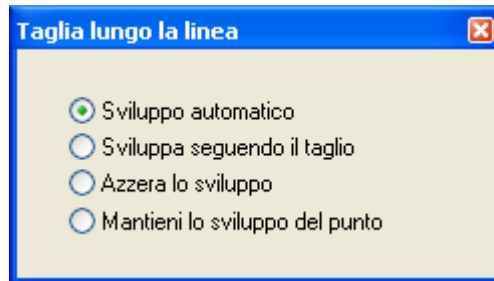 Taglia lungo la linea
Sviluppo automatico
Sviluppa seguendo il taglio
Azzera lo sviluppo
Mantieni lo sviluppo del punto